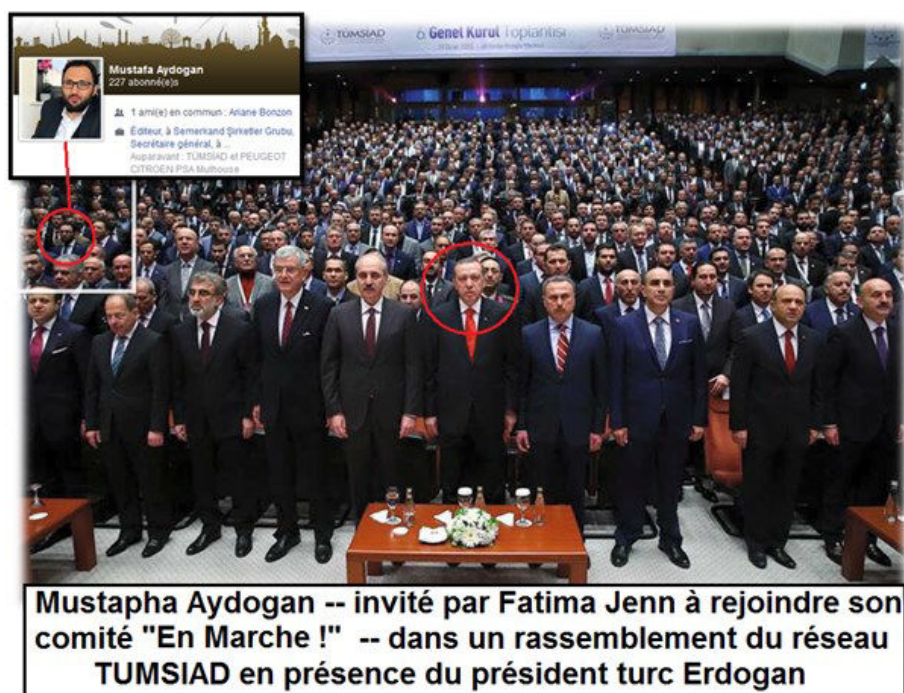 Mustafa Aydogan
227 abonné(e)s
1 ami(e) en commun : Ariane Bonzon
Éditeur, à Semerkand Şirketler Grubu,
Secrétaire général, à ...
Auparavant : TÜMSİAD et PEUGEOT
CITROEN PSA Mulhouse
TÜMSİAD
6. Genel Kurul Toplantısı
TÜMSİAD
Mustapha Aydogan -- invité par Fatima Jenn à rejoindre son
comité "En Marche !" -- dans un rassemblement du réseau
TUMSIAD en présence du président turc Erdogan